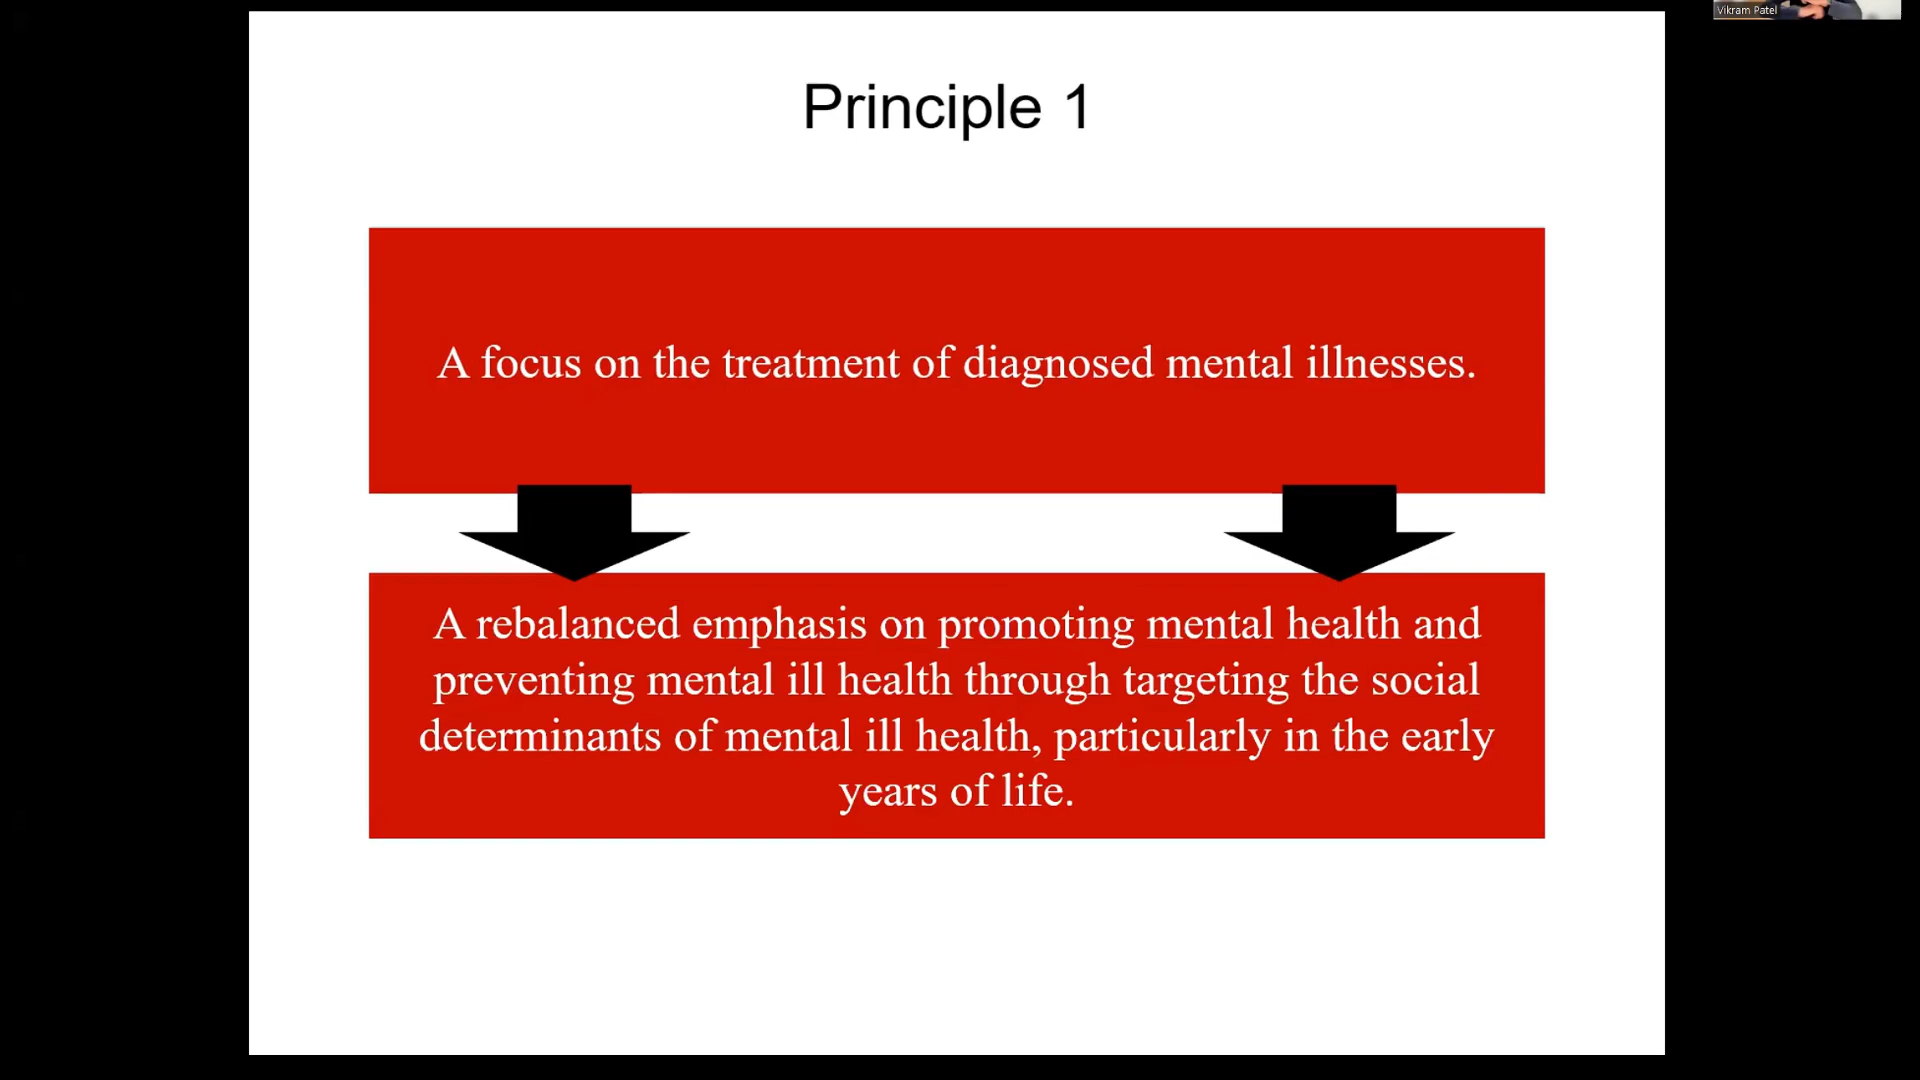 Vikram Patel
Principle 1
A focus on the treatment of diagnosed mental illnesses.
A rebalanced emphasis on promoting mental health and
preventing mental ill health through targeting the social
determinants of mental ill health, particularly in the early
years of life.